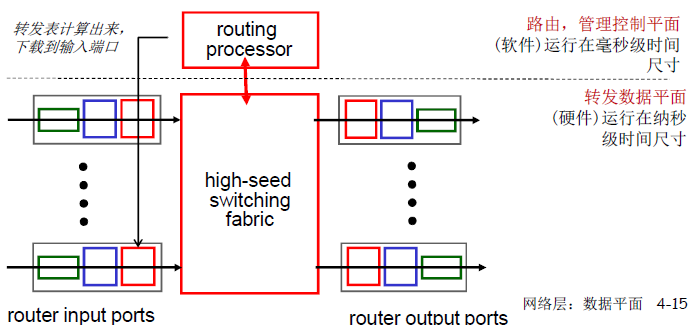 转发表计算出来，
下载到输入端口
routing
processor
路由，管理控制平面
(软件)运行在毫秒级时间
尺寸
转发数据平面
(硬件)运行在纳秒
级时间尺寸
high-seed
switching
fabric
网络层：数据平面 4-15
router input ports
router output ports